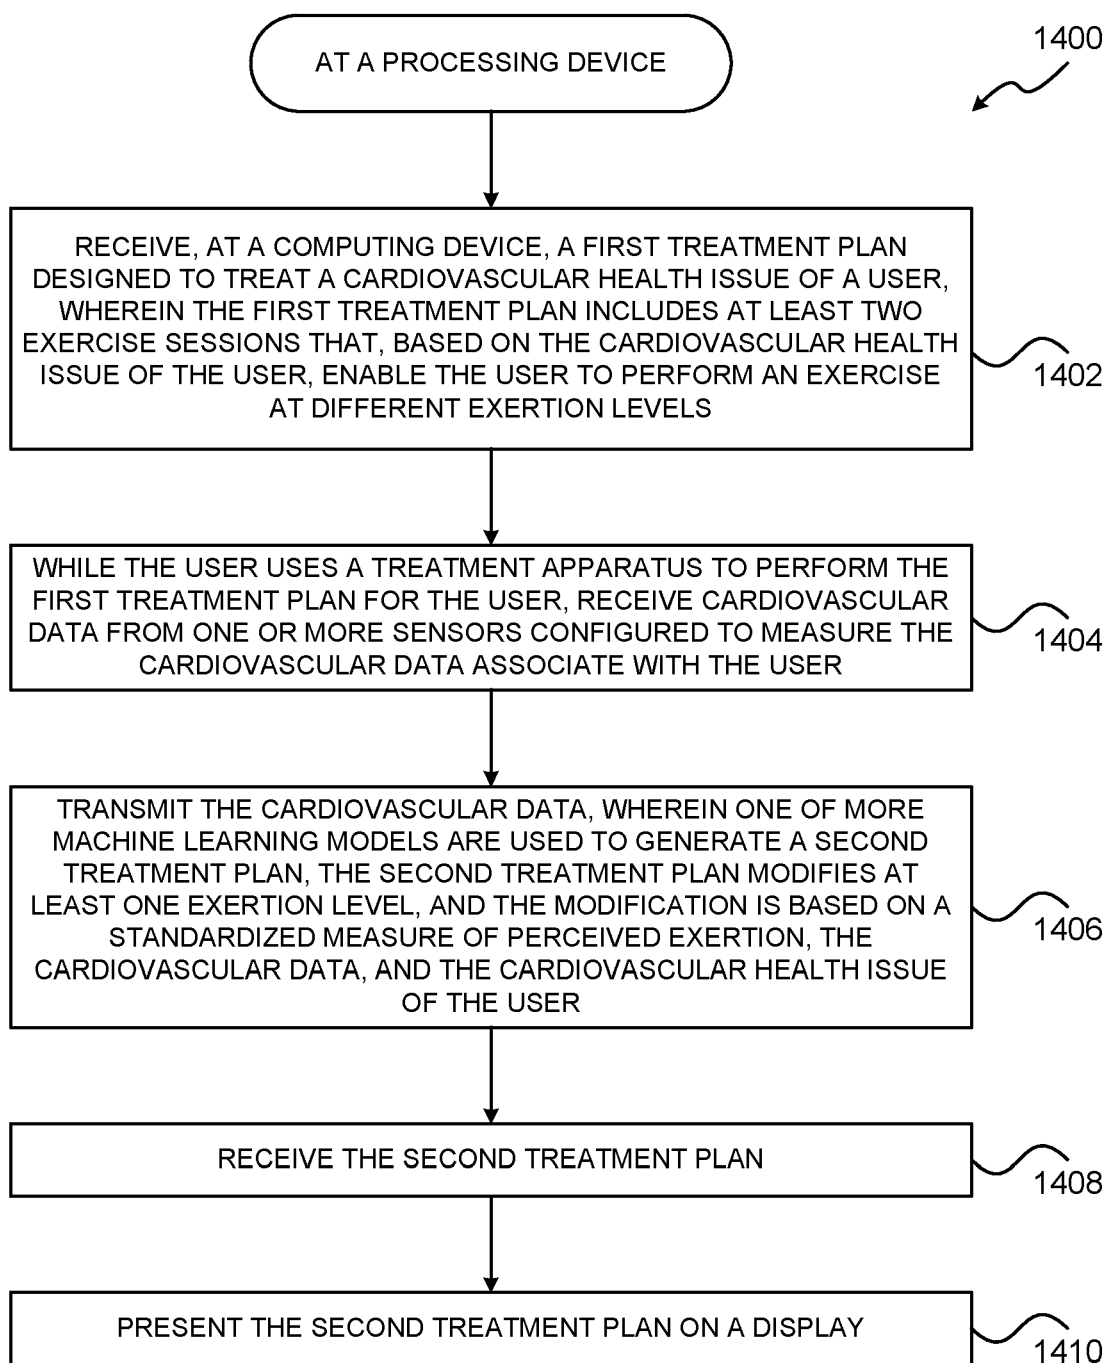 AT A PROCESSING DEVICE
1400
RECEIVE, AT A COMPUTING DEVICE, A FIRST TREATMENT PLAN
DESIGNED TO TREAT A CARDIOVASCULAR HEALTH ISSUE OF A USER,
WHEREIN THE FIRST TREATMENT PLAN INCLUDES AT LEAST TWO
EXERCISE SESSIONS THAT, BASED ON THE CARDIOVASCULAR HEALTH
ISSUE OF THE USER, ENABLE THE USER TO PERFORM AN EXERCISE
AT DIFFERENT EXERTION LEVELS
1402
WHILE THE USER USES A TREATMENT APPARATUS TO PERFORM THE
FIRST TREATMENT PLAN FOR THE USER, RECEIVE CARDIOVASCULAR
DATA FROM ONE OR MORE SENSORS CONFIGURED TO MEASURE THE
CARDIOVASCULAR DATA ASSOCIATE WITH THE USER
1404
TRANSMIT THE CARDIOVASCULAR DATA, WHEREIN ONE OF MORE
MACHINE LEARNING MODELS ARE USED TO GENERATE A SECOND
TREATMENT PLAN, THE SECOND TREATMENT PLAN MODIFIES AT
LEAST ONE EXERTION LEVEL, AND THE MODIFICATION IS BASED ON A
STANDARDIZED MEASURE OF PERCEIVED EXERTION, THE
CARDIOVASCULAR DATA, AND THE CARDIOVASCULAR HEALTH ISSUE
OF THE USER
1406
RECEIVE THE SECOND TREATMENT PLAN
1408
PRESENT THE SECOND TREATMENT PLAN ON A DISPLAY
1410